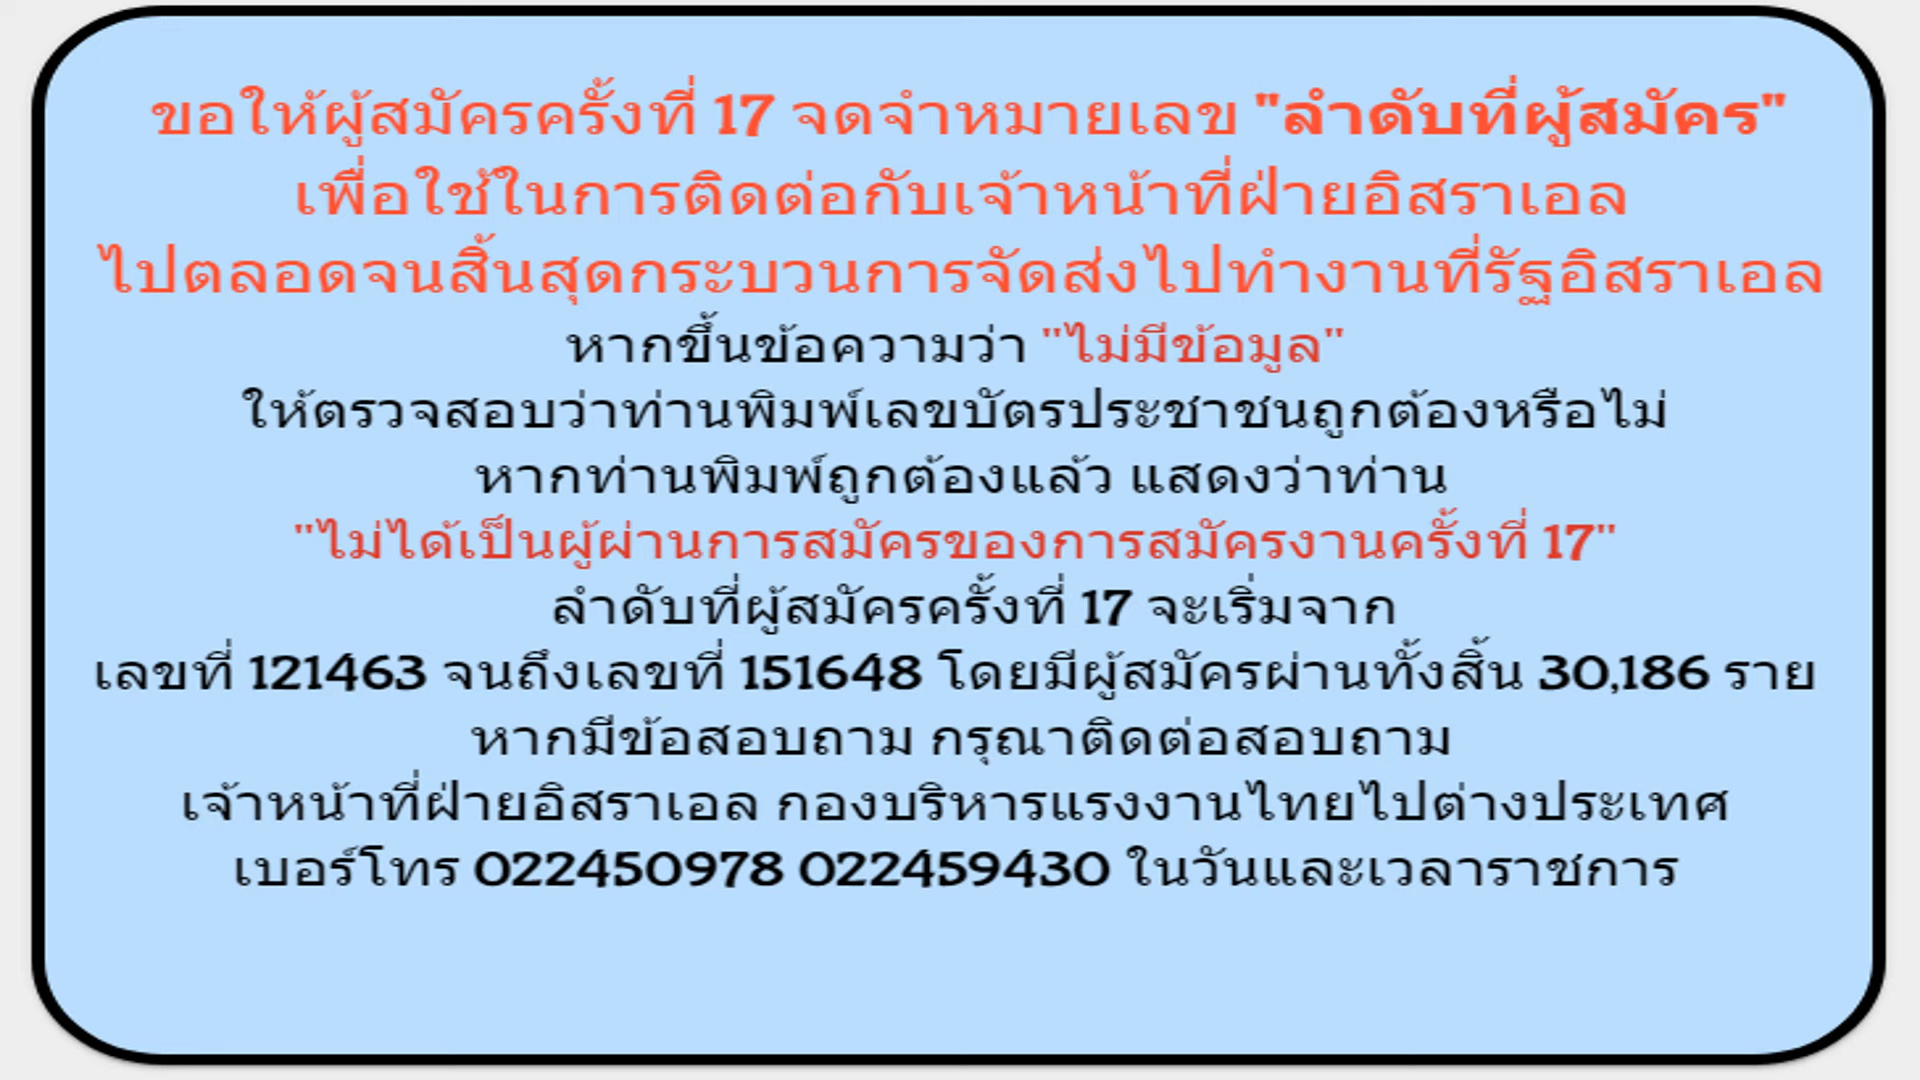 ขอให้ผู้สมัครครั้งที่ 17 จดจำหมายเลข "ลำดับที่ผู้สมัคร"
เพื่อใช้ในการติดต่อกับเจ้าหน้าที่ฝ่ายอิสราเอล
ไปตลอดจนสิ้นสุดกระบวนการจัดส่งไปทำงานที่รัฐอิสราเอล
หากขึ้นข้อความว่า "ไม่มีข้อมูล"
ให้ตรวจสอบว่าท่านพิมพ์เลขบัตรประชาชนถูกต้องหรือไม่
หากท่านพิมพ์ถูกต้องแล้ว แสดงว่าท่าน
"ไม่ได้เป็นผู้ผ่านการสมัครของการสมัครงานครั้งที่ 17"
ลำดับที่ผู้สมัครครั้งที่ 17 จะเริ่มจาก
เลขที่ 121463 จนถึงเลขที่ 151648 โดยมีผู้สมัครผ่านทั้งสิ้น 30,186 ราย
หากมีข้อสอบถาม กรุณาติดต่อสอบถาม
เจ้าหน้าที่ฝ่ายอิสราเอล กองบริหารแรงงานไทยไปต่างประเทศ
เบอร์โทร 022450978 022459430 ในวันและเวลาราชการ